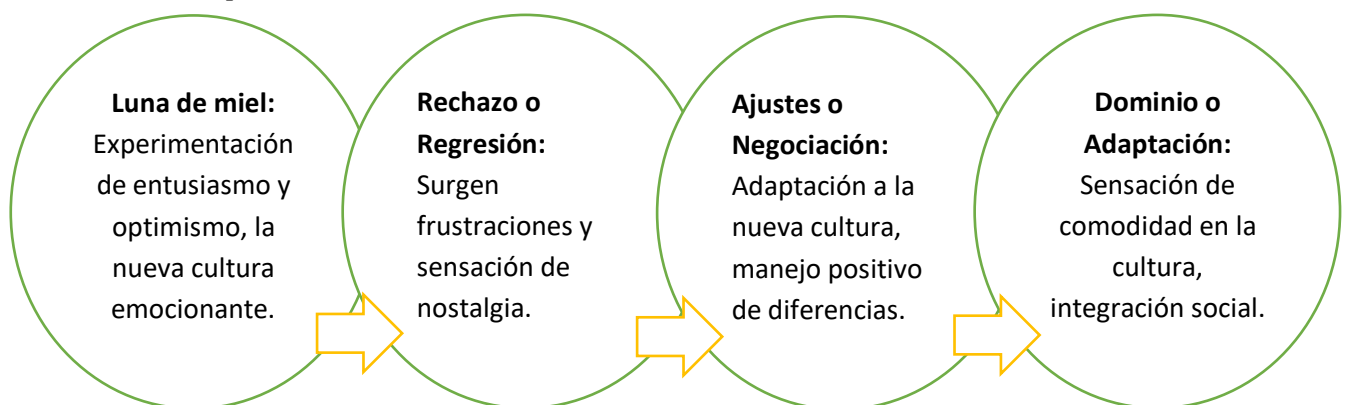 Luna de miel:
Experimentación
de entusiasmo y
optimismo, la
nueva cultura
emocionante.
Rechazo o
Regresión:
Surgen
frustraciones y
sensación de
nostalgia.
Ajustes o
Negociación:
Adaptación a la
nueva cultura,
manejo positivo
de diferencias.
Dominio o
Adaptación:
Sensación de
comodidad en la
cultura,
integración social.